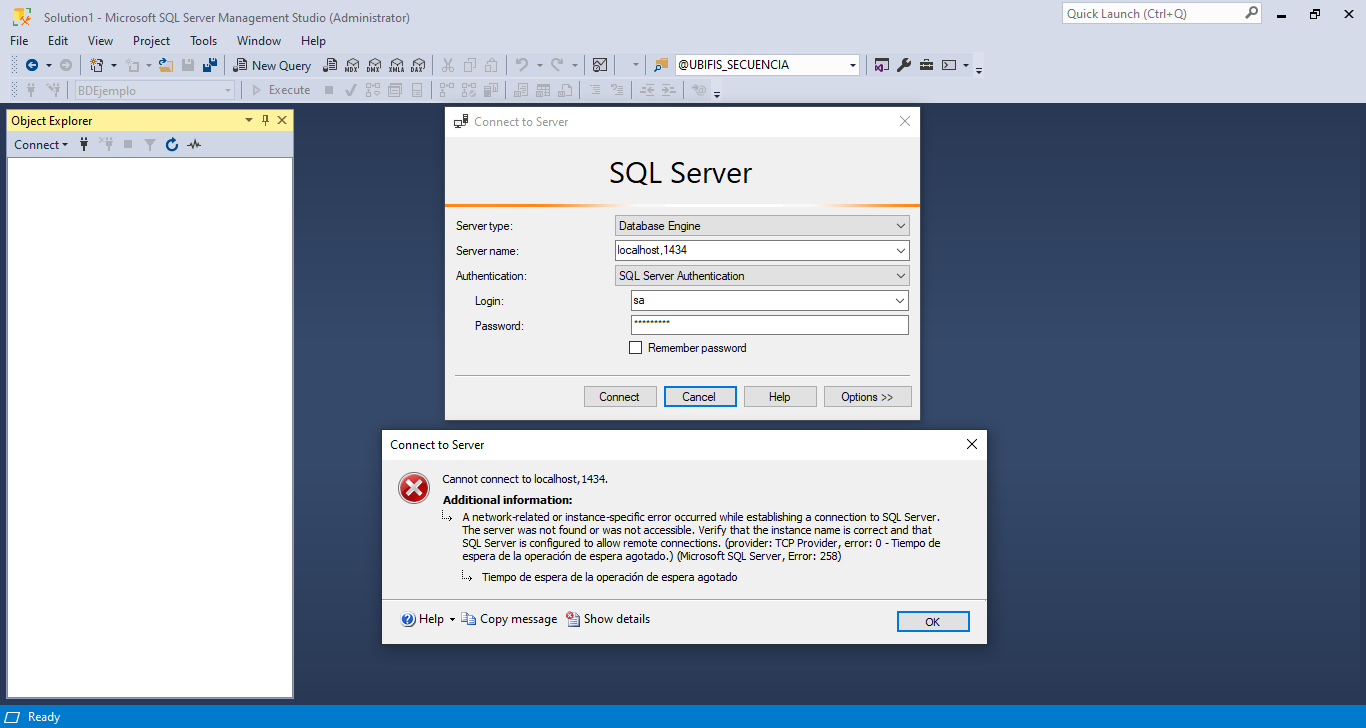 Solution1 - Microsoft SQL Server Management Studio (Administrator)
Quick Launch (Ctrl+Q)
File Edit View Project Tools Window Help
New Query MDX DMX XMLA DAX @UBIFIS_SECUENCIA
BDEjemplo Execute
Object Explorer
Connect
Connect to Server
SQL Server
Server type: Database Engine
Server name: localhost,1434
Authentication: SQL Server Authentication
Login: sa
Password: *********
Remember password
Connect Cancel Help Options >>
Connect to Server
Cannot connect to localhost,1434.
Additional information:
A network-related or instance-specific error occurred while establishing a connection to SQL Server.
The server was not found or was not accessible. Verify that the instance name is correct and that
SQL Server is configured to allow remote connections. (provider: TCP Provider, error: 0 - Tiempo de
espera de la operación de espera agotado.) (Microsoft SQL Server, Error: 258)
Tiempo de espera de la operación de espera agotado
Help Copy message Show details OK
Ready